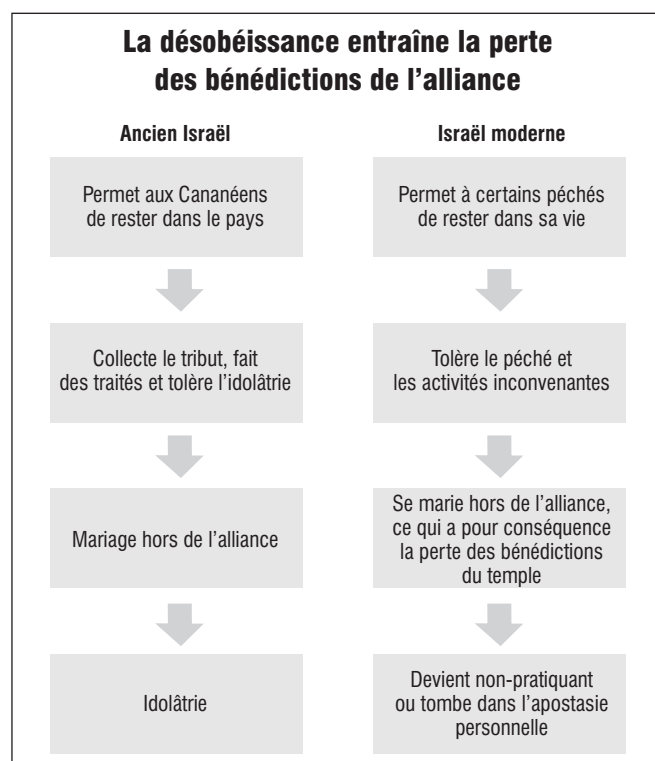 La désobéissance entraîne la perte
des bénédictions de l'alliance
Ancien Israël
Permet aux Cananéens
de rester dans le pays
Collecte le tribut, fait
des traités et tolère l'idolâtrie
Mariage hors de l'alliance
Idolâtrie
Israël moderne
Permet à certains péchés
de rester dans sa vie
Tolère le péché et
les activités inconvenantes
Se marie hors de l'alliance,
ce qui a pour conséquence
la perte des bénédictions
du temple
Devient non-pratiquant
ou tombe dans l'apostasie
personnelle